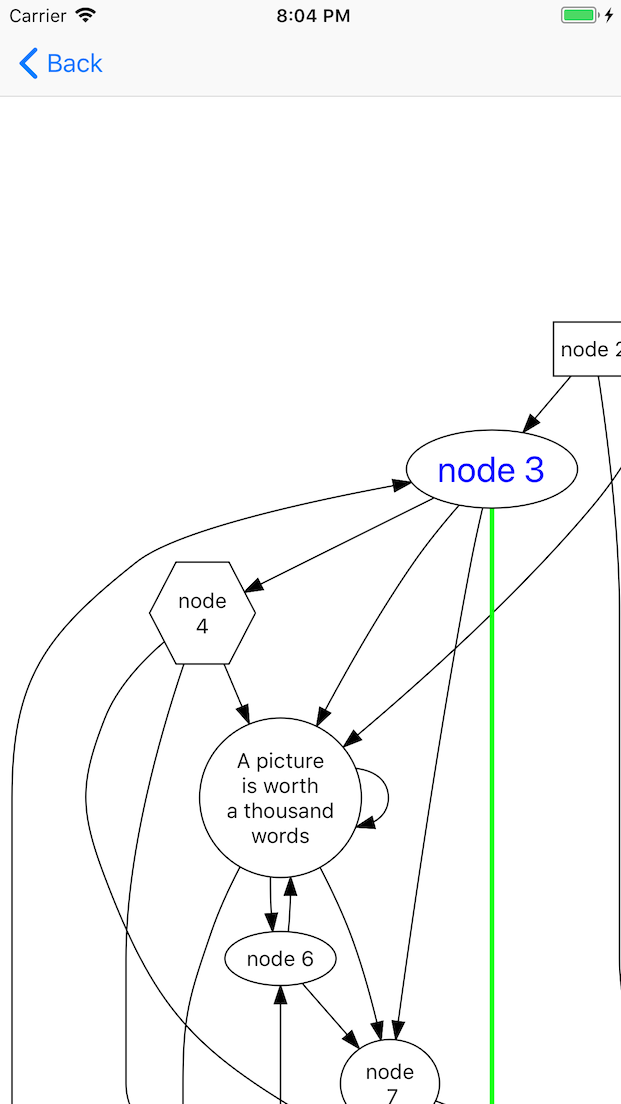 Carrier 8:04 PM
Back
node 2
node 3
node
4
A picture
is worth
a thousand
words
node 6
node
7